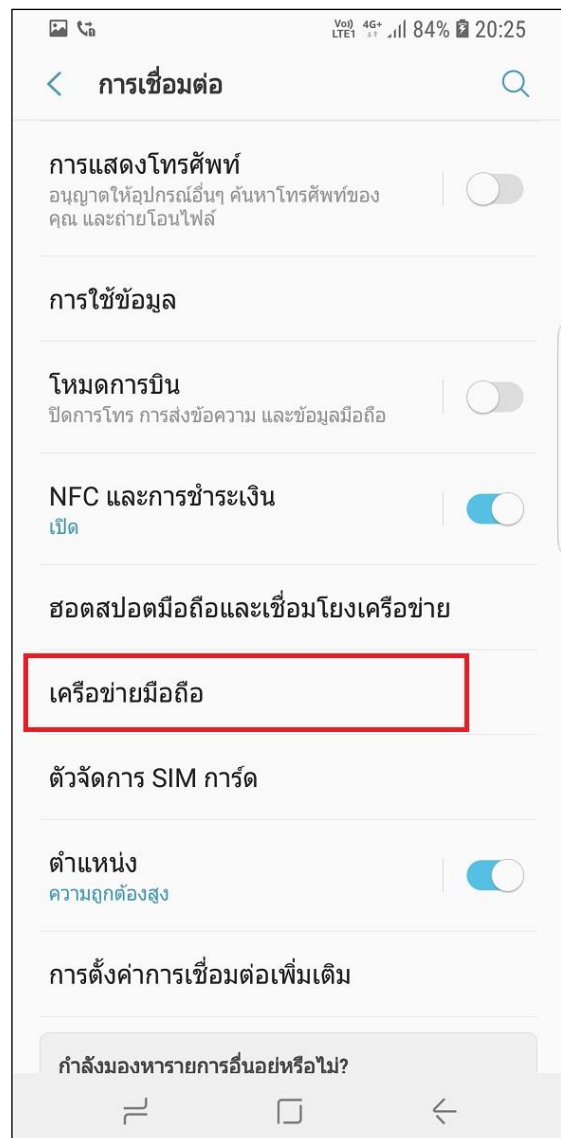 Vo)) LTE1 4G+ 84% 20:25
การเชื่อมต่อ
การแสดงโทรศัพท์
อนุญาตให้อุปกรณ์อื่นๆ ค้นหาโทรศัพท์ของ
คุณ และถ่ายโอนไฟล์
การใช้ข้อมูล
โหมดการบิน
ปิดการโทร การส่งข้อความ และข้อมูลมือถือ
NFC และการชำระเงิน
เปิด
ฮอตสปอตมือถือและเชื่อมโยงเครือข่าย
เครือข่ายมือถือ
ตัวจัดการ SIM การ์ด
ตำแหน่ง
ความถูกต้องสูง
การตั้งค่าการเชื่อมต่อเพิ่มเติม
กำลังมองหารายการอื่นอยู่หรือไม่?